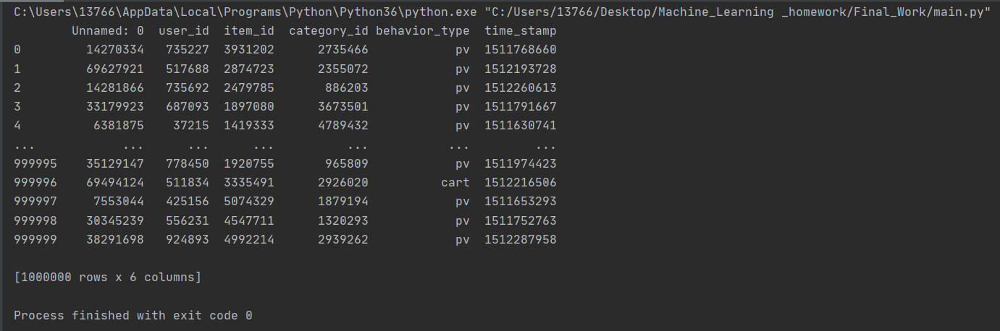 C:\Users\13766\AppData\Local\Programs\Python\Python36\python.exe "C:/Users/13766/Desktop/Machine_Learning _homework/Final_Work/main.py"
        Unnamed: 0  user_id  item_id  category_id behavior_type  time_stamp
0         14270334   735227  3931202      2735466            pv  1511768660
1         69627921   517688  2874723      2355072            pv  1512193728
2         14281866   735692  2479785       886203            pv  1512260613
3         33179923   687093  1897080      3673501            pv  1511791667
4          6381875    37215  1419333      4789432            pv  1511630741
...            ...      ...      ...          ...           ...         ...
999995    35129147   778450  1920755       965809            pv  1511974423
999996    69494124   511834  3335491      2926020          cart  1512216506
999997     7553044   425156  5074329      1879194            pv  1511653293
999998    30345239   556231  4547711      1320293            pv  1511752763
999999    38291698   924893  4992214      2939262            pv  1512287958
[1000000 rows x 6 columns]
Process finished with exit code 0